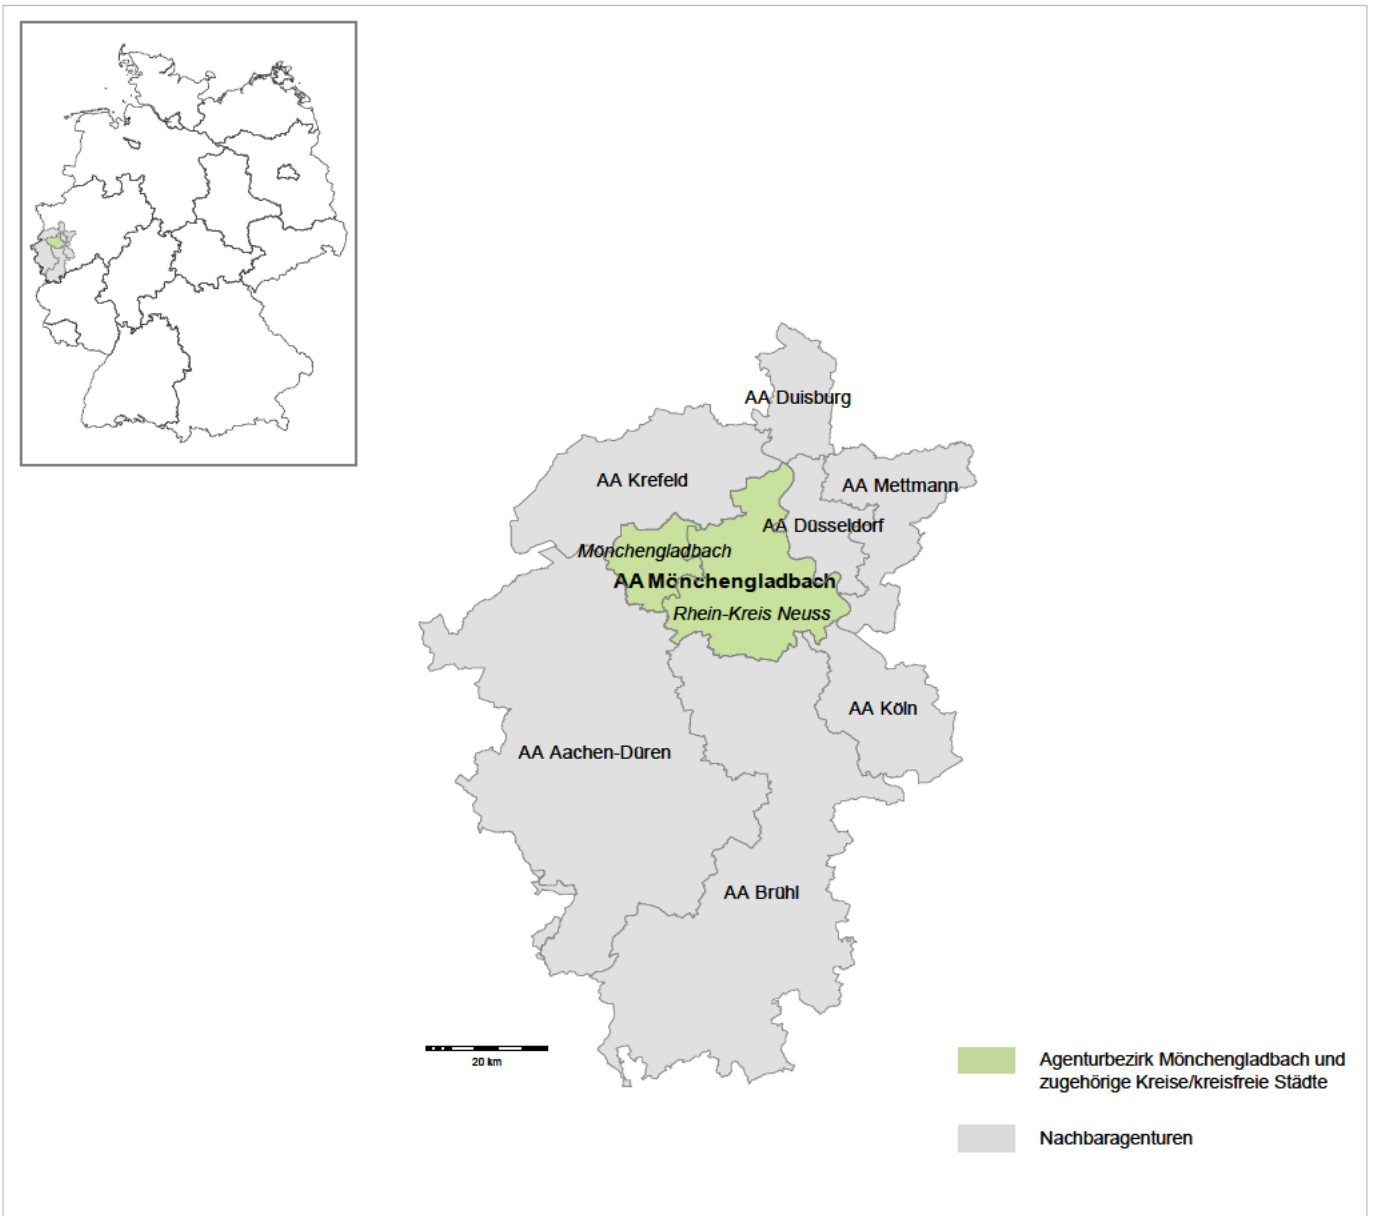 AA Duisburg
AA Krefeld
AA Mettmann
AA Düsseldorf
Mönchengladbach
AA Mönchengladbach
Rhein-Kreis Neuss
AA Köln
AA Aachen-Düren
AA Brühl
20 km
Agenturbezirk Mönchengladbach und
zugehörige Kreise/kreisfreie Städte
Nachbaragenturen